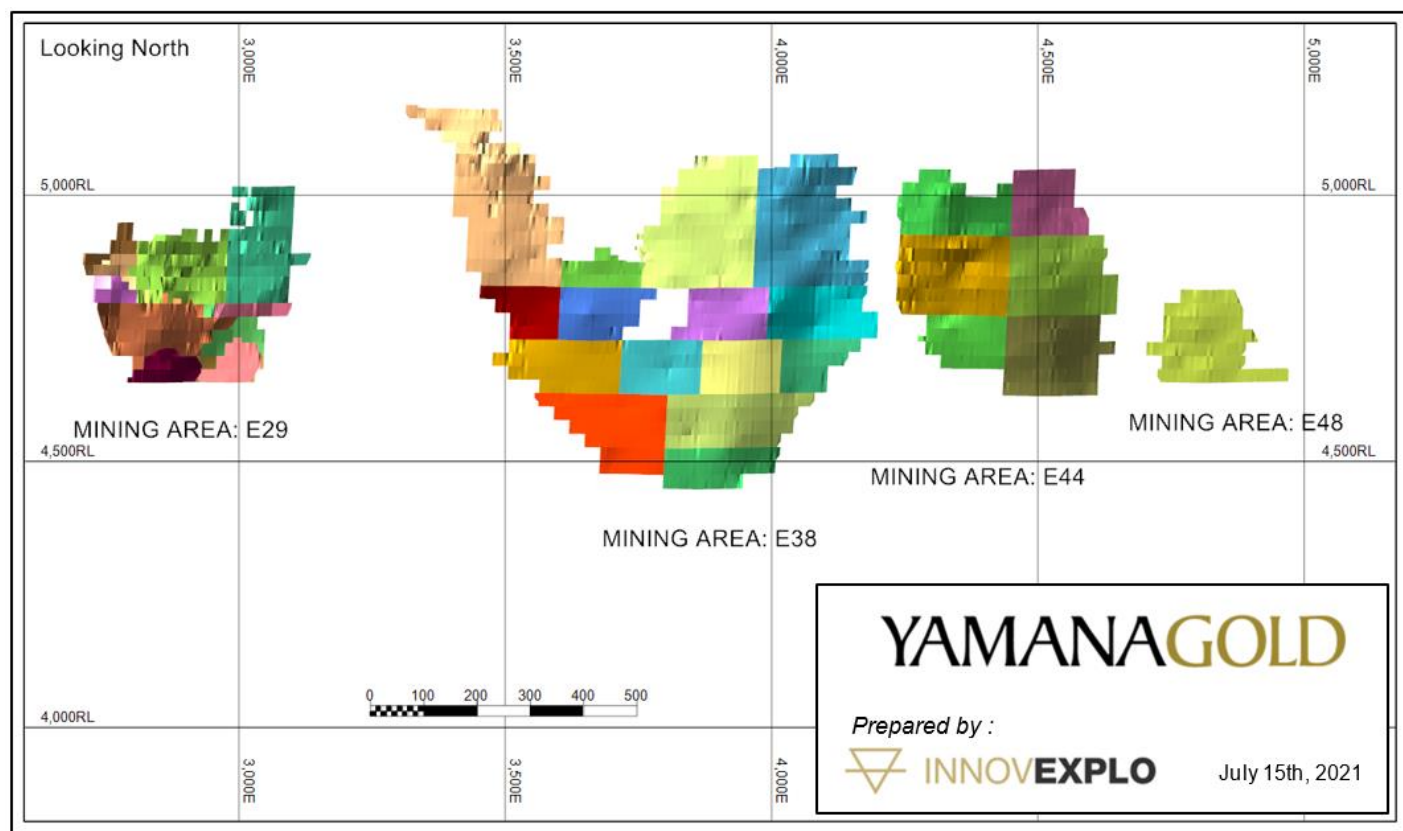 Looking North
3,000E
3,500E
4,000E
4,500E
5,000E
5,000RL
5,000RL
MINING AREA: E29
MINING AREA: E48
4,500RL
4,500RL
MINING AREA: E44
MINING AREA: E38
0 100 200 300 400 500
4,000RL
3,000E
3,500E
4,000E
YAMANAGOLD
Prepared by :
INNOVEXPLO
July 15th, 2021